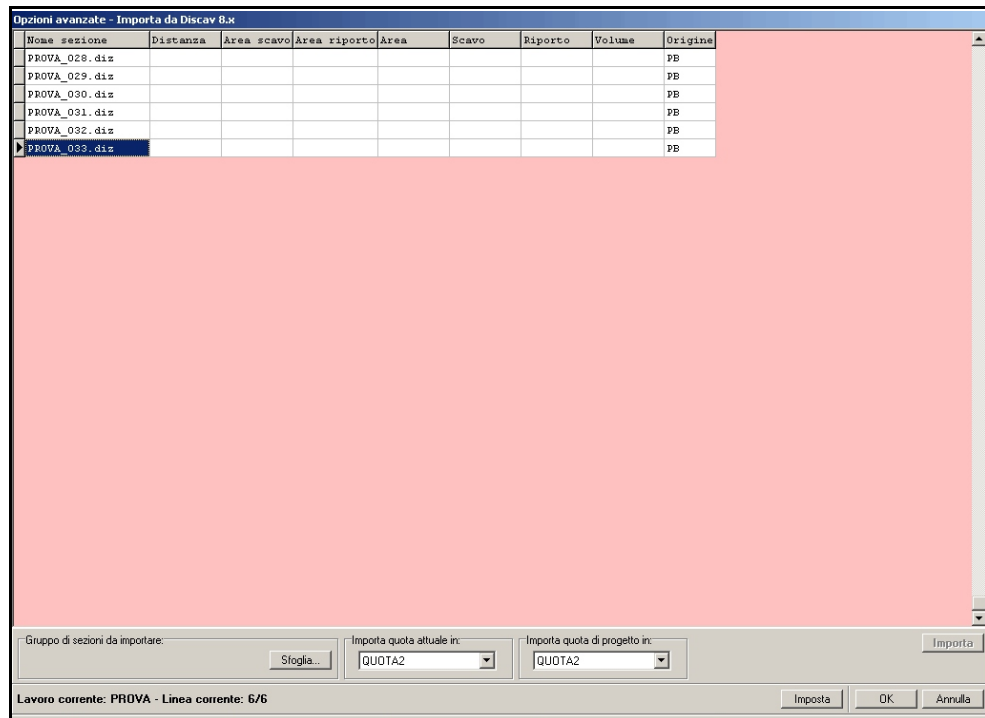 Opzioni avanzate - Importa da Discav 8.x
Nome sezione Distanza Area scavo Area riporto Area Scavo Riporto Volume Origine
PROVA_028.diz PB
PROVA_029.diz PB
PROVA_030.diz PB
PROVA_031.diz PB
PROVA_032.diz PB
PROVA_033.diz PB
Gruppo di sezioni da importare: Importa quota attuale in: Importa quota di progetto in: Importa
Sfoglia... QUOTA2 QUOTA2
Lavoro corrente: PROVA - Linea corrente: 6/6 Imposta OK Annulla